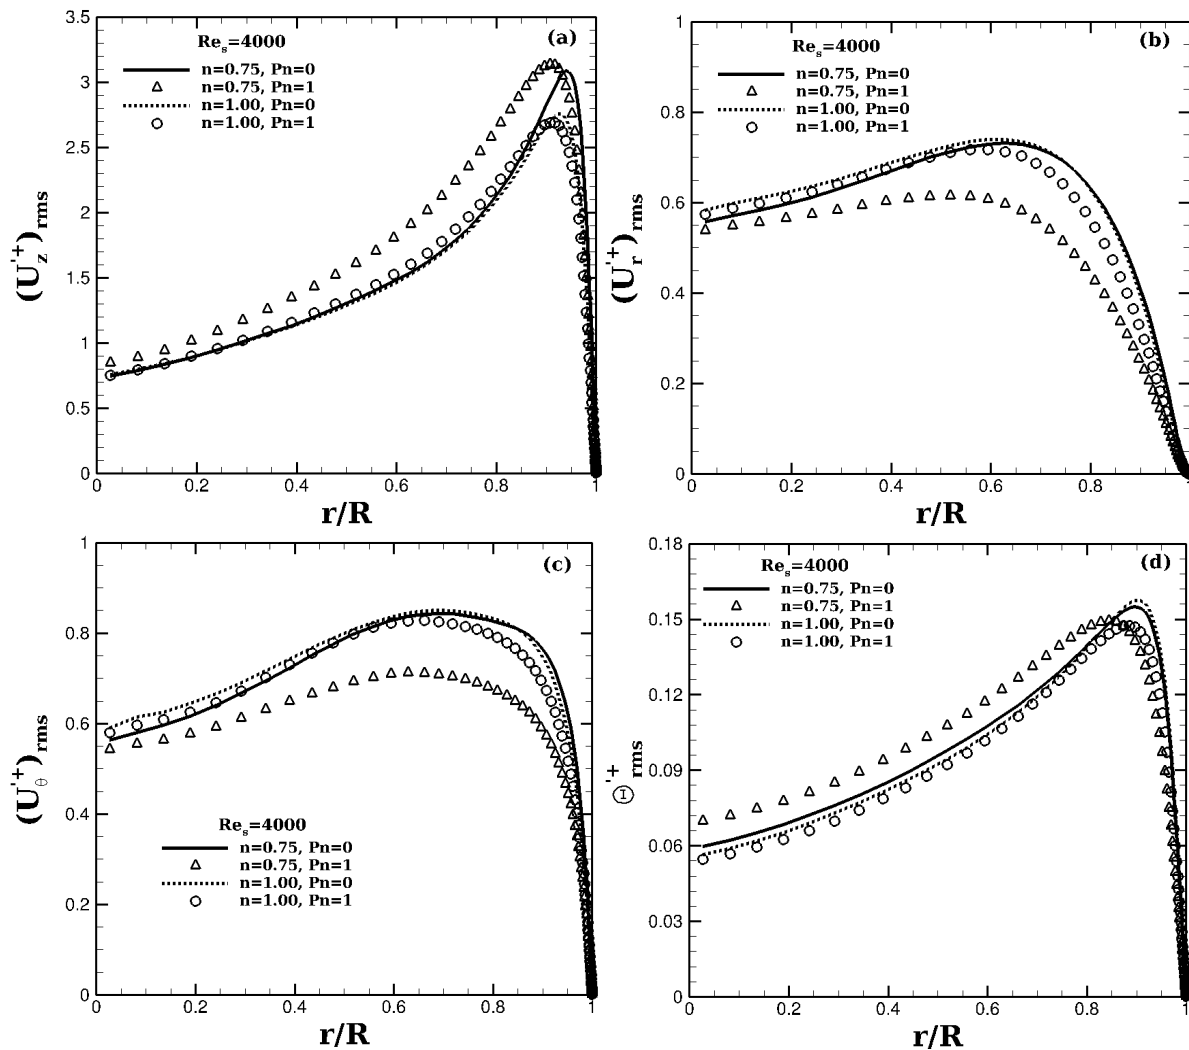 (a)
Re_s=4000
n=0.75, Pn=0
n=0.75, Pn=1
n=1.00, Pn=0
n=1.00, Pn=1
3.5
3
2.5
2
1.5
1
0.5
0
0 0.2 0.4 0.6 0.8 1
(U_z'^+)_rms
r/R
(b)
Re_s=4000
n=0.75, Pn=0
n=0.75, Pn=1
n=1.00, Pn=0
n=1.00, Pn=1
1
0.8
0.6
0.4
0.2
0
0 0.2 0.4 0.6 0.8 1
(U_r'^+)_rms
r/R
(c)
1
0.8
0.6
0.4
0.2
0
Re_s=4000
n=0.75, Pn=0
n=0.75, Pn=1
n=1.00, Pn=0
n=1.00, Pn=1
0 0.2 0.4 0.6 0.8 1
(U_θ'^+)_rms
r/R
(d)
Re_s=4000
n=0.75, Pn=0
n=0.75, Pn=1
n=1.00, Pn=0
n=1.00, Pn=1
0.18
0.15
0.12
0.09
0.06
0.03
0
0 0.2 0.4 0.6 0.8 1
Θ'^+_rms
r/R